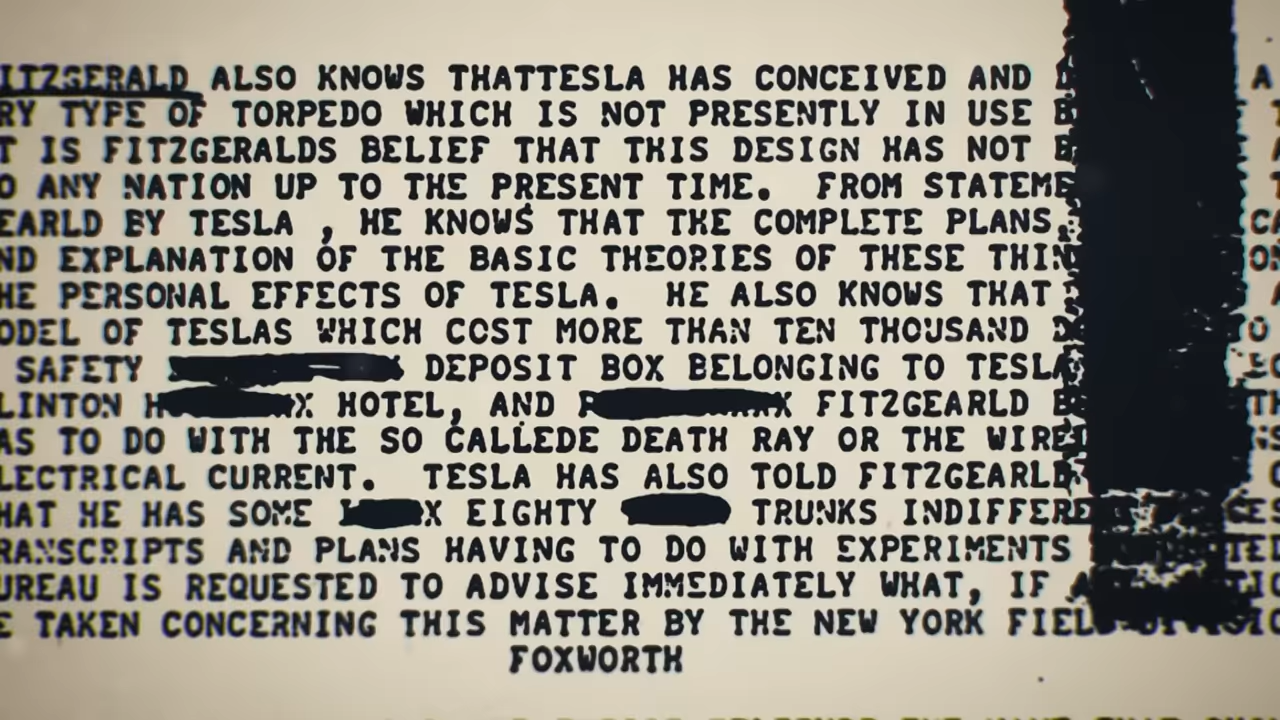 ITZGERALD ALSO KNOWS THATTESLA HAS CONCEIVED AND
RY TYPE OF TORPEDO WHICH IS NOT PRESENTLY IN USE
T IS FITZGERALDS BELIEF THAT THIS DESIGN HAS NOT
O ANY NATION UP TO THE PRESENT TIME. FROM STATEME
EARLD BY TESLA , HE KNOWS THAT THE COMPLETE PLANS,
ND EXPLANATION OF THE BASIC THEORIES OF THESE THIN
HE PERSONAL EFFECTS OF TESLA. HE ALSO KNOWS THAT
ODEL OF TESLAS WHICH COST MORE THAN TEN THOUSAND
SAFETY DEPOSIT BOX BELONGING TO TESLA
LINTON HOTEL, AND FITZGEARLD
AS TO DO WITH THE SO CALLEDE DEATH RAY OR THE WIREL
LECTRICAL CURRENT. TESLA HAS ALSO TOLD FITZGEARLD
HAT HE HAS SOME EIGHTY TRUNKS INDIFFERE
RANSCRIPTS AND PLANS HAVING TO DO WITH EXPERIMENTS
UREAU IS REQUESTED TO ADVISE IMMEDIATELY WHAT, IF
E TAKEN CONCERNING THIS MATTER BY THE NEW YORK FIEL
FOXWORTH